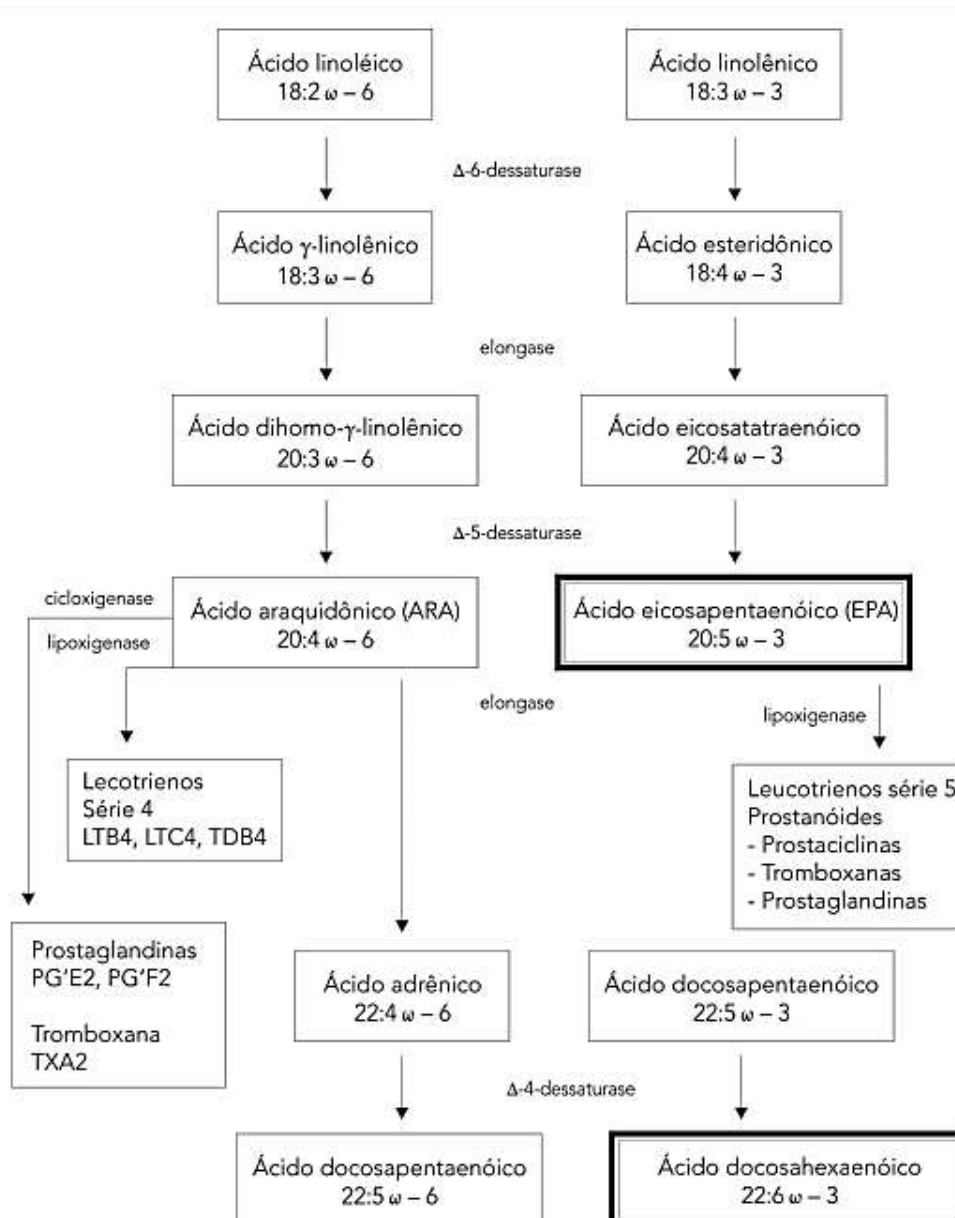 Ácido linoléico
18:2 ω – 6
Ácido linolênico
18:3 ω – 3
Δ-6-dessaturase
Ácido γ-linolênico
18:3 ω – 6
Ácido esteridônico
18:4 ω – 3
elongase
Ácido dihomo-γ-linolênico
20:3 ω – 6
Ácido eicosatatraenóico
20:4 ω – 3
Δ-5-dessaturase
cicloxigenase
lipoxigenase
Ácido araquidônico (ARA)
20:4 ω – 6
Ácido eicosapentaenóico (EPA)
20:5 ω – 3
elongase
lipoxigenase
Lecotrienos
Série 4
LTB4, LTC4, TDB4
Leucotrienos série 5
Prostanóides
- Prostaciclinas
- Tromboxanas
- Prostaglandinas
Prostaglandinas
PG'E2, PG'F2
Tromboxana
TXA2
Ácido adrênico
22:4 ω – 6
Ácido docosapentaenóico
22:5 ω – 3
Δ-4-dessaturase
Ácido docosapentaenóico
22:5 ω – 6
Ácido docosahexaenóico
22:6 ω – 3